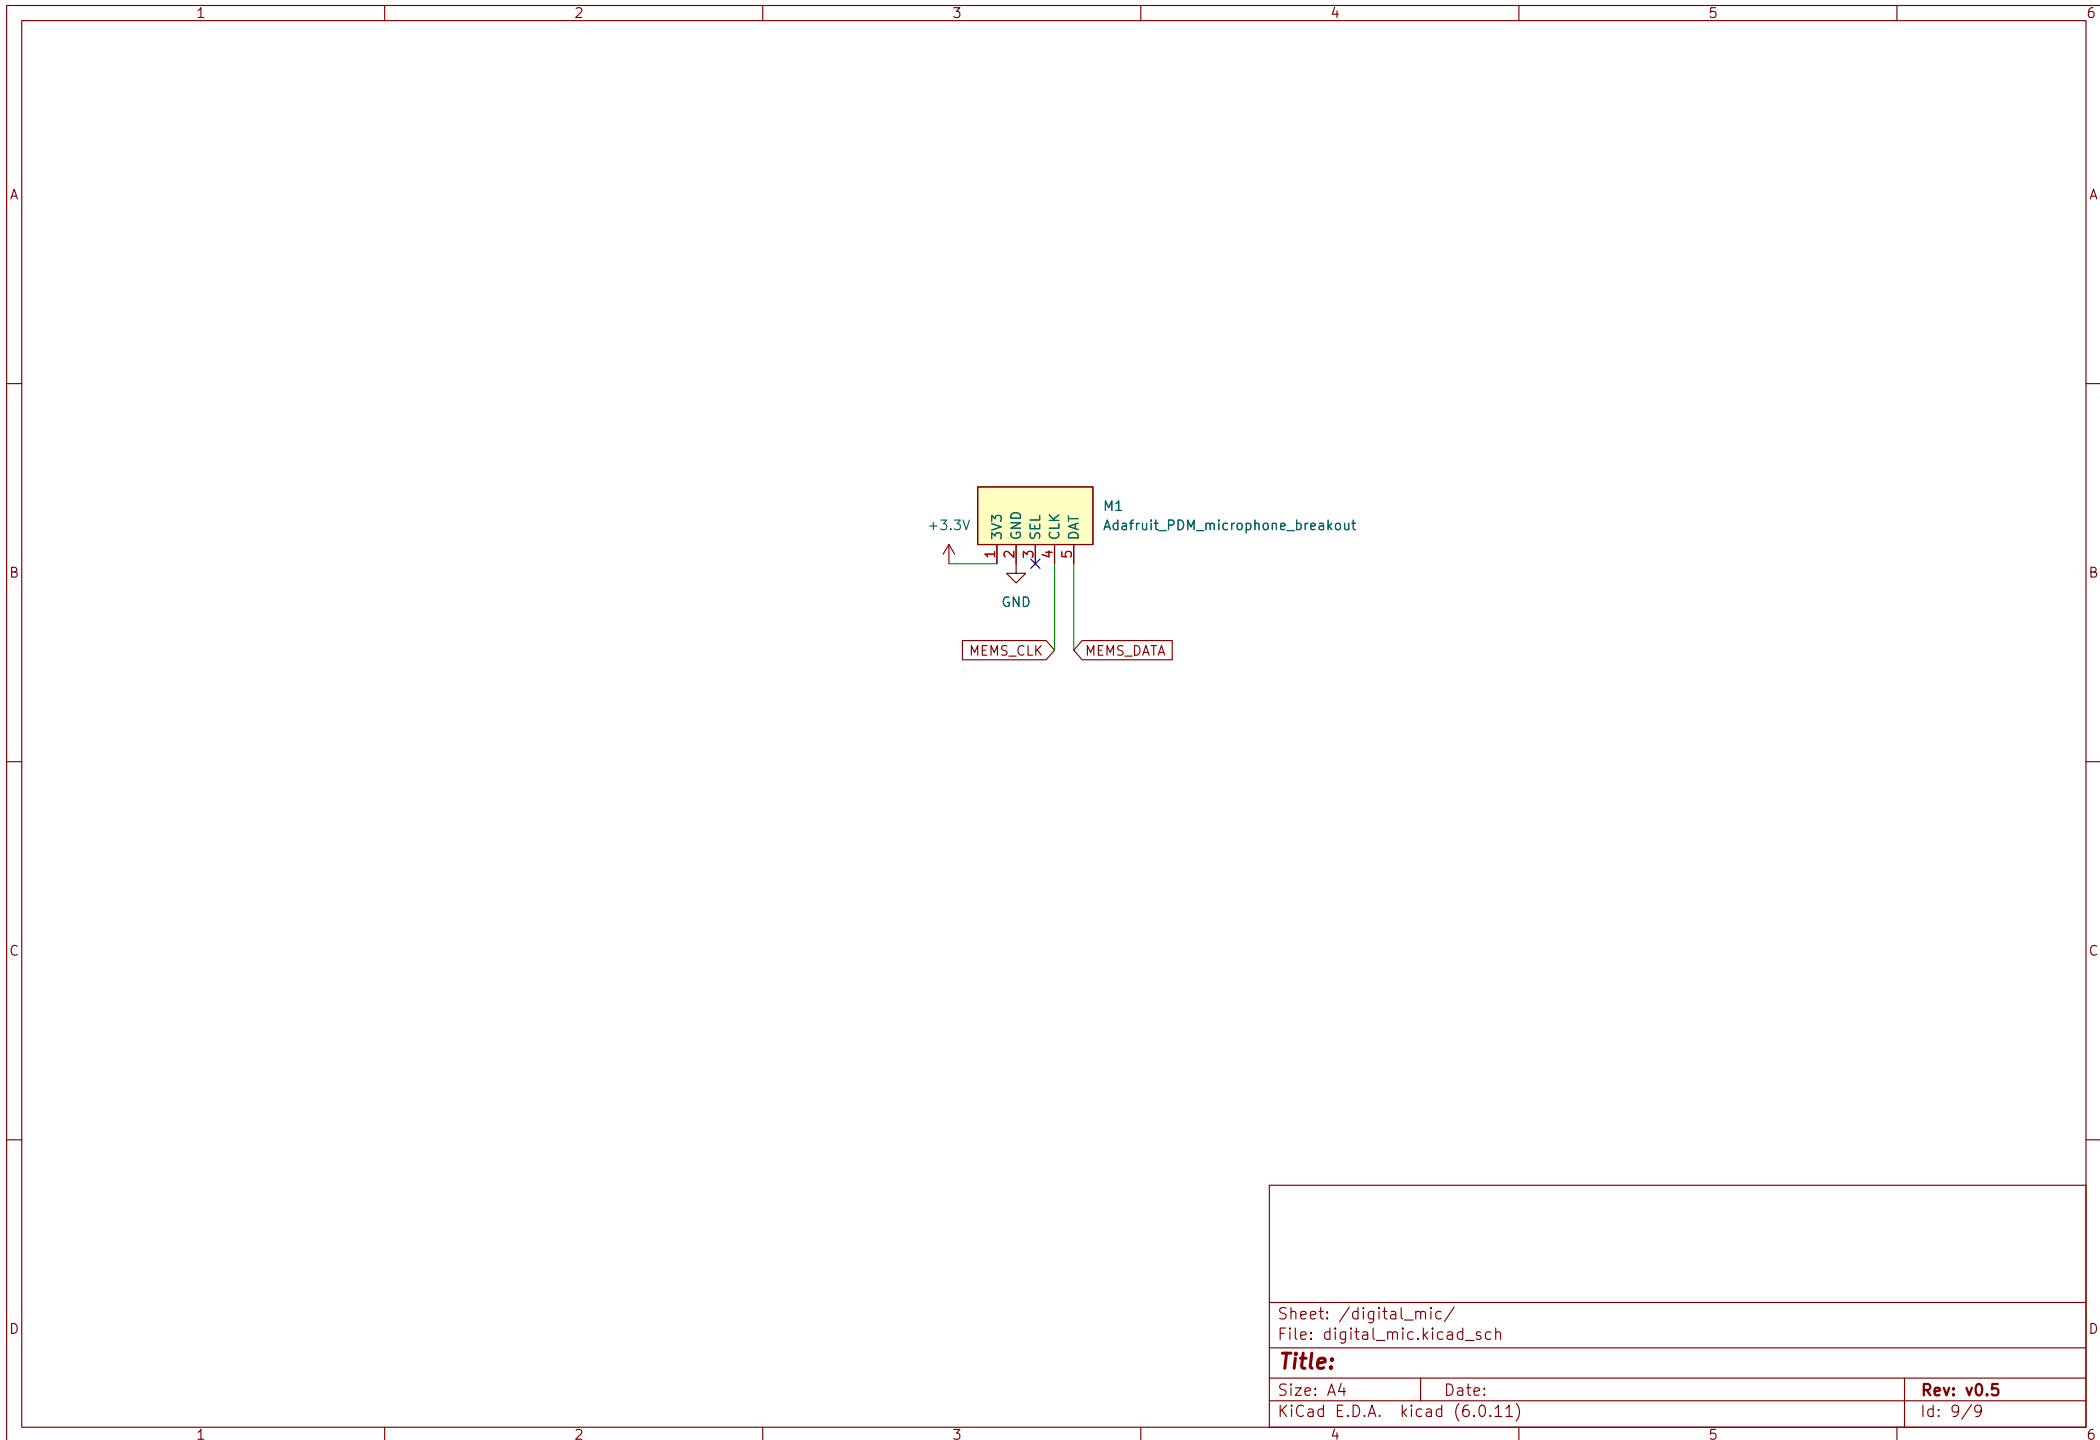 1 2 3 4 5 6
A A
M1
+3.3V
Adafruit_PDM_microphone_breakout
3V3 GND SEL CLK DAT
1 2 3 4 5
B B
GND
MEMS_CLK MEMS_DATA
C C
Sheet: /digital_mic/
D D
File: digital_mic.kicad_sch
Title:
Size: A4 Date: Rev: v0.5
KiCad E.D.A. kicad (6.0.11) Id: 9/9
1 2 3 4 5 6